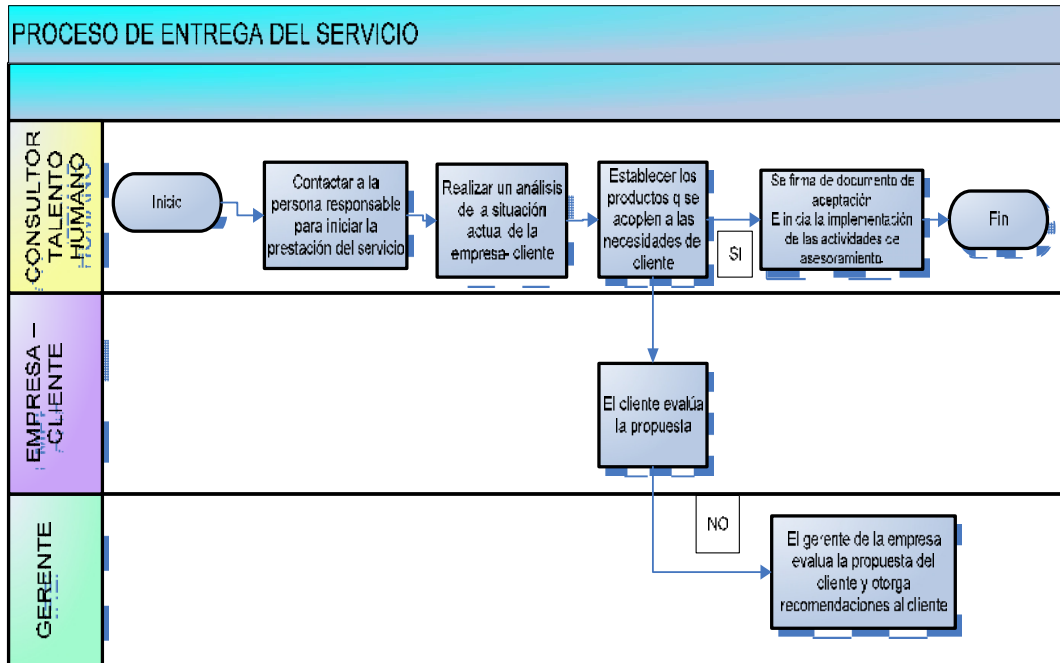 PROCESO DE ENTREGA DEL SERVICIO
CONSULTOR
TALENTO
HUMANO
Inicio
Contactar a la
persona responsable
para iniciar la
prestación del servicio
Realizar un análisis
de a situación
actua de la
empresa- cliente
Establecer los
productos q se
acoplen a las
necesidades de
cliente
SI
Se firma de documento de
aceptación
E inicia la implementación
de las actividades de
asesoramiento.
Fin
EMPRESA –
CLIENTE
El cliente evalúa
la propuesta
GERENTE
NO
El gerente de la empresa
evalua la propuesta del
cliente y otorga
recomendaciones al cliente